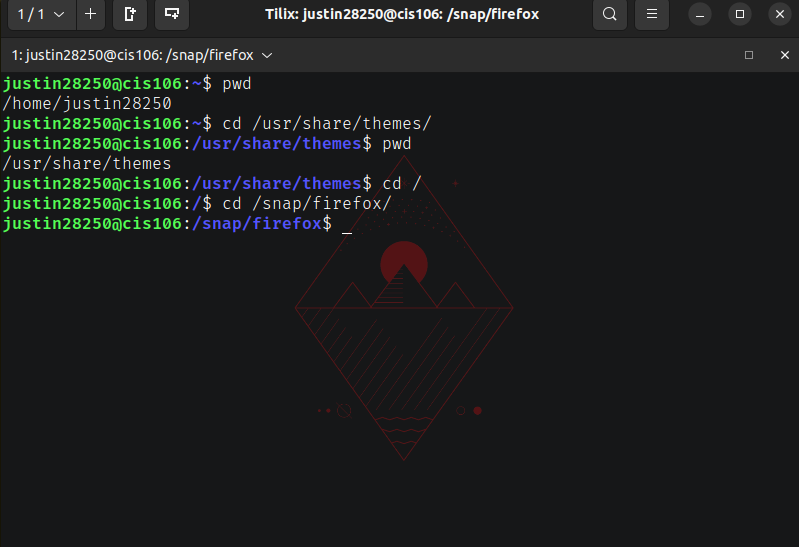 1 / 1
Tilix: justin28250@cis106: /snap/firefox
1: justin28250@cis106: /snap/firefox
justin28250@cis106:~$ pwd
/home/justin28250
justin28250@cis106:~$ cd /usr/share/themes/
justin28250@cis106:/usr/share/themes$ pwd
/usr/share/themes
justin28250@cis106:/usr/share/themes$ cd /
justin28250@cis106:/$ cd /snap/firefox/
justin28250@cis106:/snap/firefox$ _